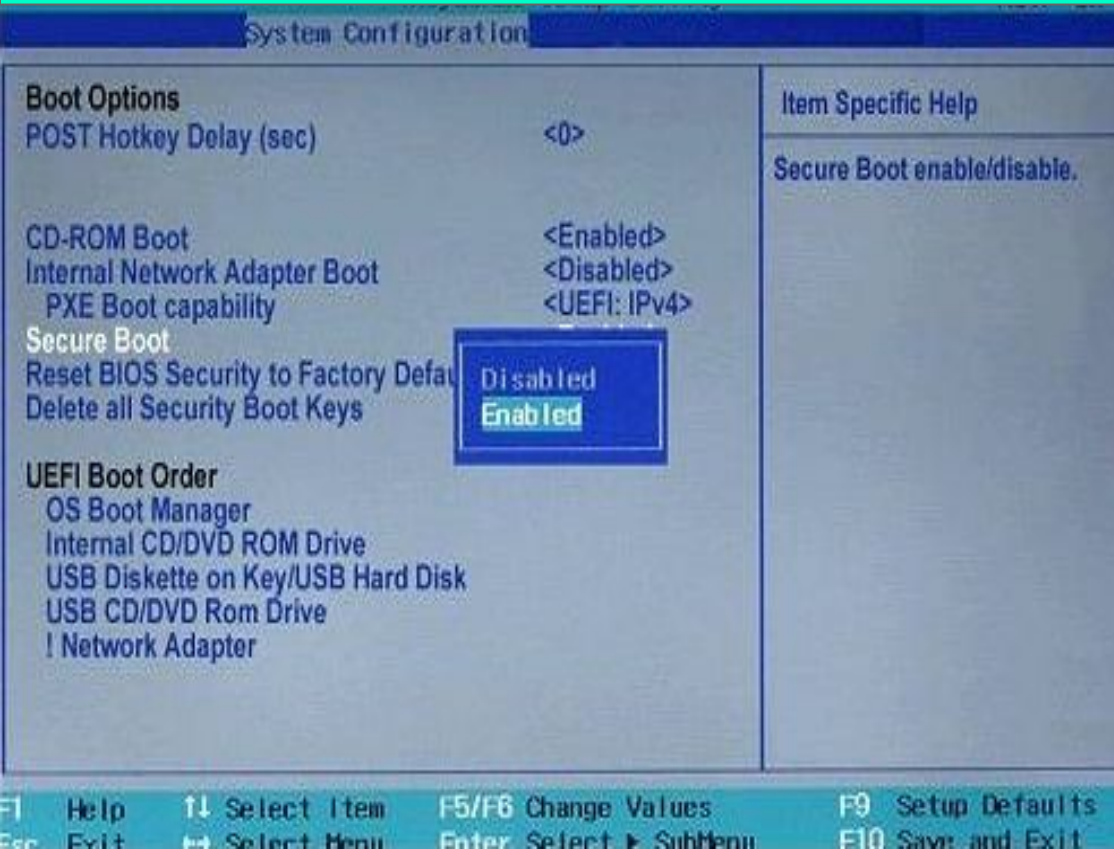 System Configuration
Boot Options
POST Hotkey Delay (sec) <0>
Item Specific Help
Secure Boot enable/disable.
CD-ROM Boot <Enabled>
Internal Network Adapter Boot <Disabled>
PXE Boot capability <UEFI: IPv4>
Secure Boot
Reset BIOS Security to Factory Defau
Delete all Security Boot Keys
Disabled
Enabled
UEFI Boot Order
OS Boot Manager
Internal CD/DVD ROM Drive
USB Diskette on Key/USB Hard Disk
USB CD/DVD Rom Drive
! Network Adapter
F1 Help ↑↓ Select Item F5/F6 Change Values F9 Setup Defaults
Esc Exit ↔ Select Menu Enter Select ▶ SubMenu F10 Save and Exit